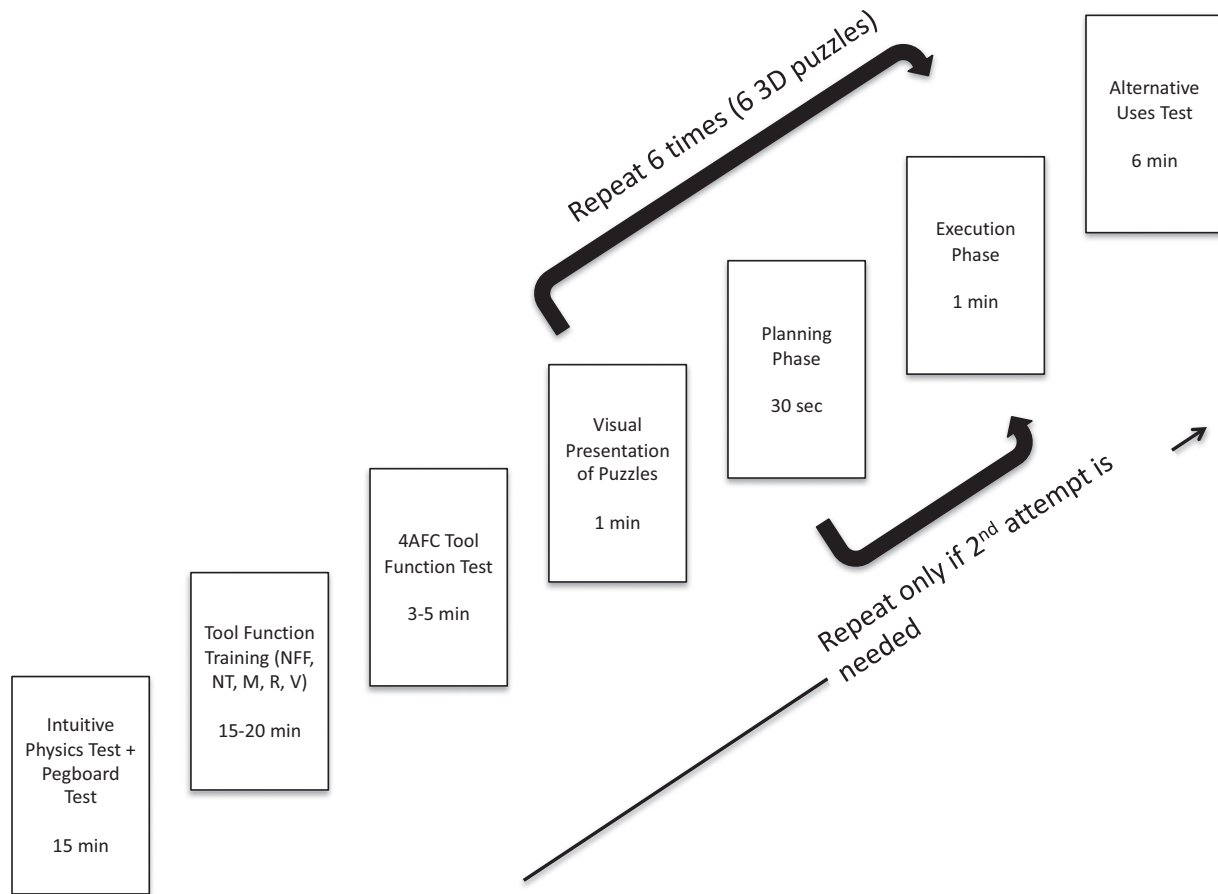 Intuitive
Physics Test +
Pegboard
Test
15 min
Tool Function
Training (NFF,
NT, M, R, V)
15-20 min
4AFC Tool
Function Test
3-5 min
Visual
Presentation
of Puzzles
1 min
Planning
Phase
30 sec
Execution
Phase
1 min
Alternative
Uses Test
6 min
Repeat 6 times (6 3D puzzles)
Repeat only if 2nd attempt is
needed